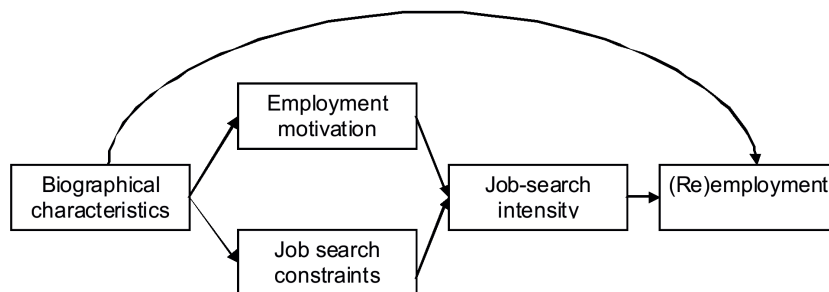 Employment
motivation
Biographical
characteristics
Job-search
intensity
(Re)employment
Job search
constraints